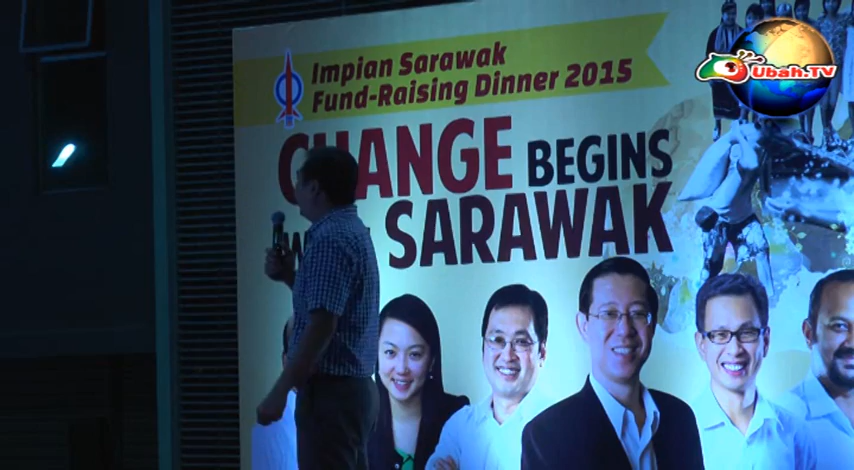 Impian Sarawak
Fund-Raising Dinner 2015
CHANGE BEGINS
SARAWAK
Ubah.TV